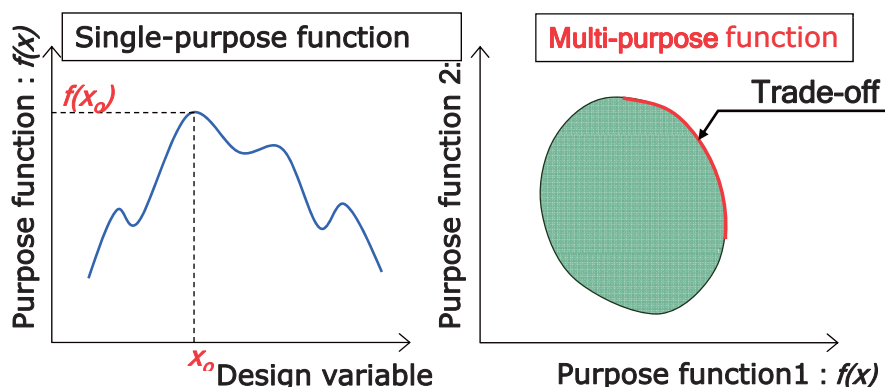 Single-purpose function
Purpose function : f(x)
f(xo)
xo
Design variable
Multi-purpose function
Purpose function 2:
Trade-off
Purpose function1 : f(x)